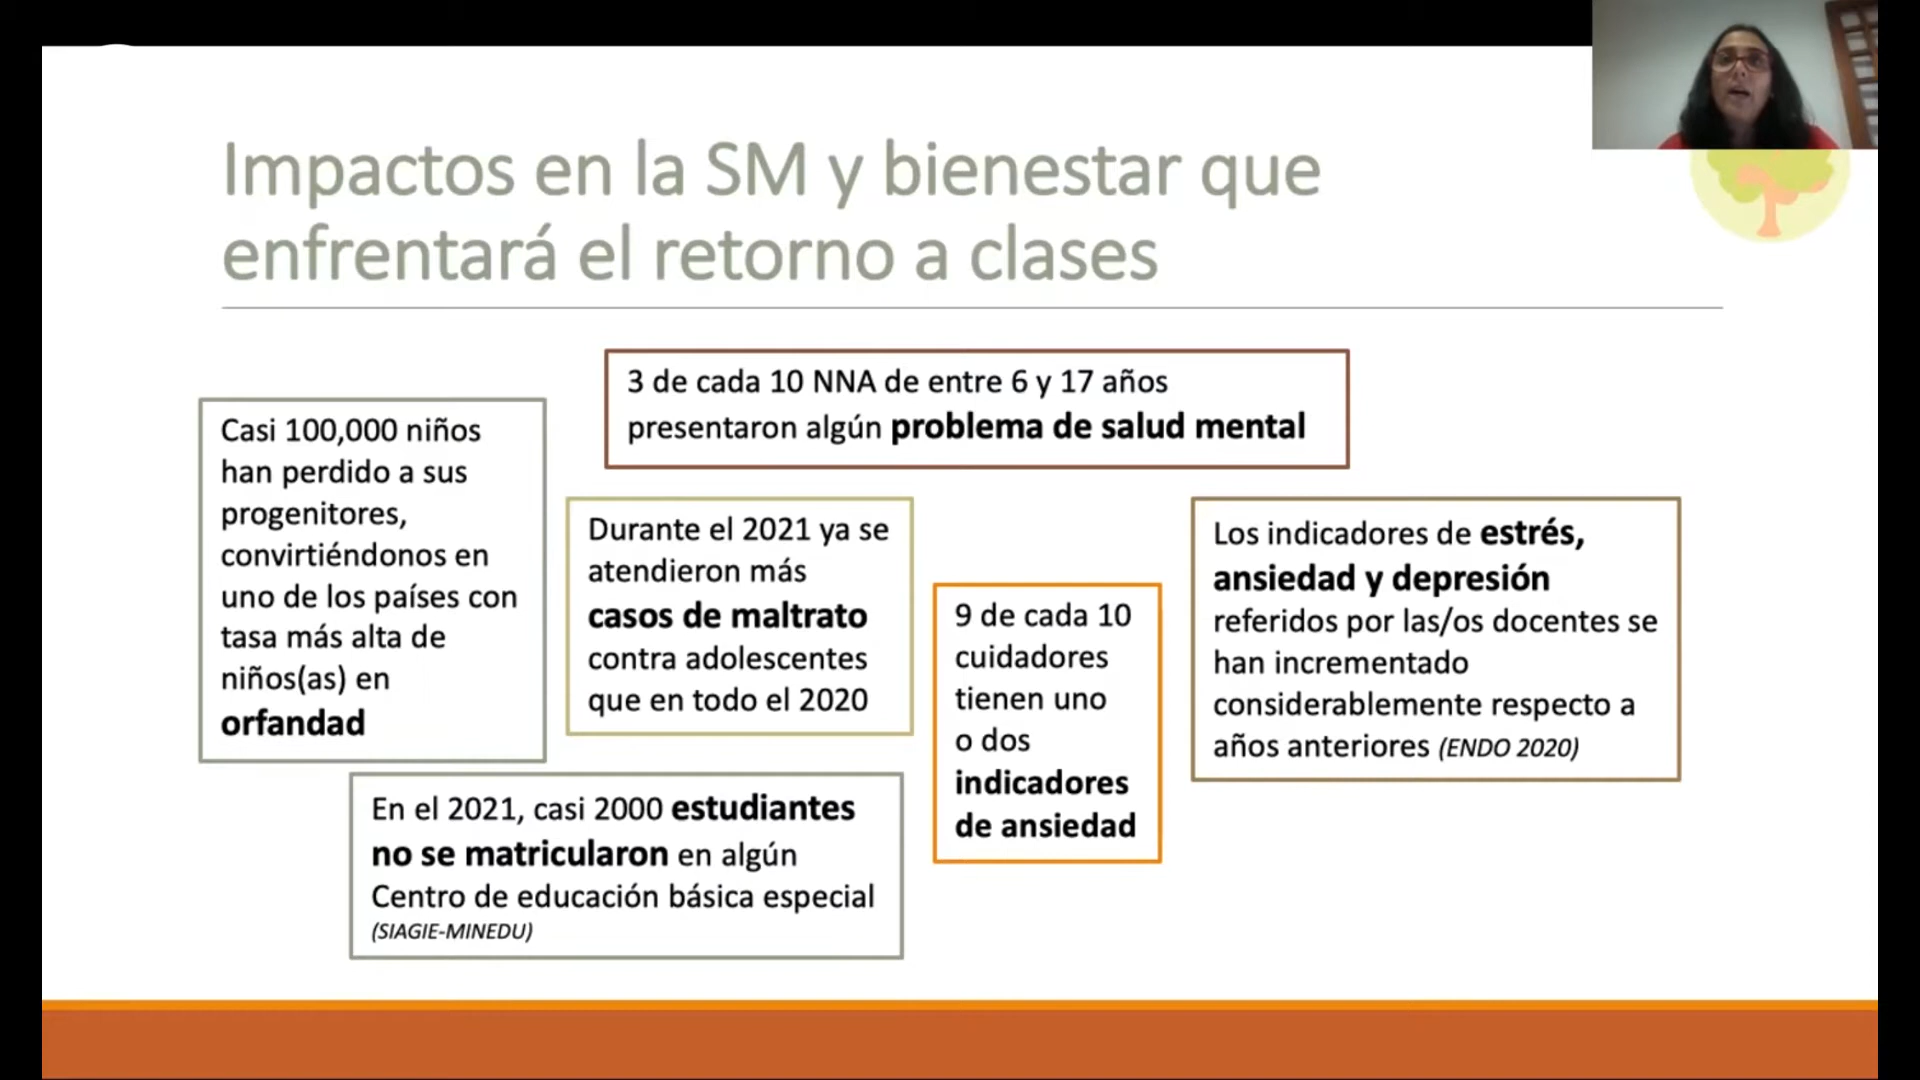 Impactos en la SM y bienestar que
enfrentará el retorno a clases
3 de cada 10 NNA de entre 6 y 17 años
presentaron algún problema de salud mental
Casi 100,000 niños
han perdido a sus
progenitores,
convirtiéndonos en
uno de los países con
tasa más alta de
niños(as) en
orfandad
Durante el 2021 ya se
atendieron más
casos de maltrato
contra adolescentes
que en todo el 2020
9 de cada 10
cuidadores
tienen uno
o dos
indicadores
de ansiedad
Los indicadores de estrés,
ansiedad y depresión
referidos por las/os docentes se
han incrementado
considerablemente respecto a
años anteriores (ENDO 2020)
En el 2021, casi 2000 estudiantes
no se matricularon en algún
Centro de educación básica especial
(SIAGIE-MINEDU)